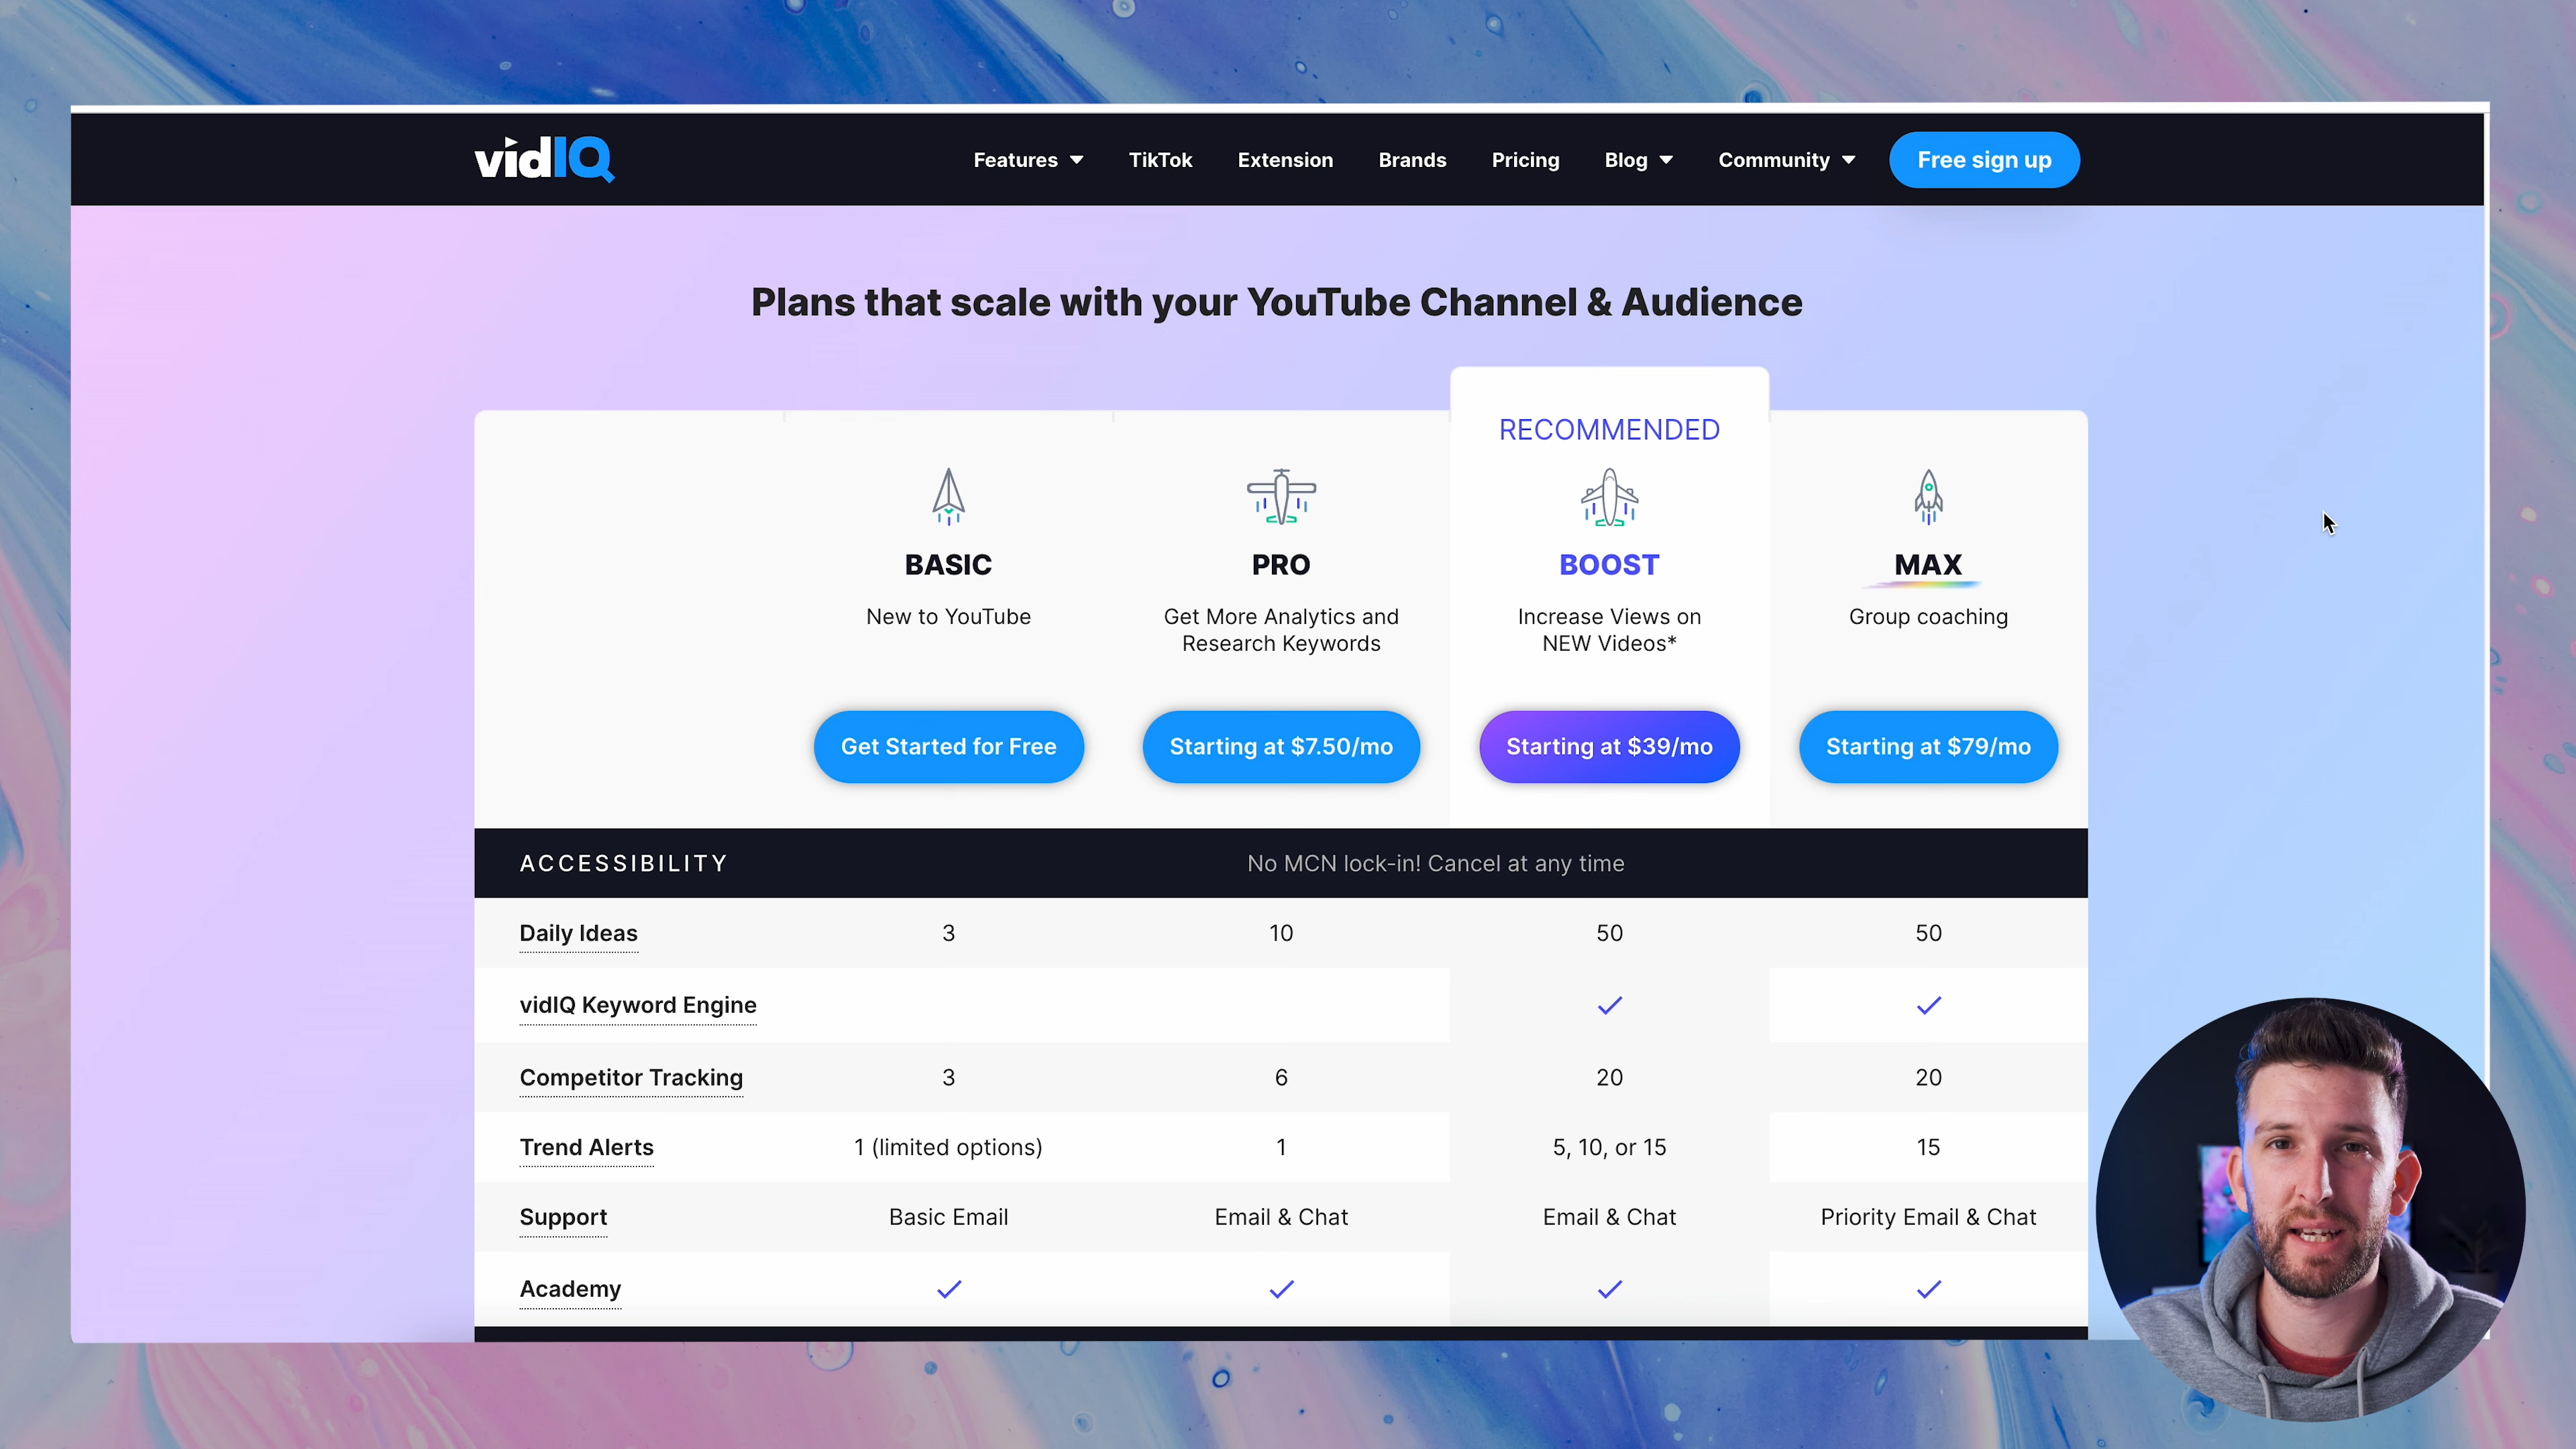 vidIQ
Features TikTok Extension Brands Pricing Blog Community Free sign up
Plans that scale with your YouTube Channel & Audience
RECOMMENDED
BASIC PRO BOOST MAX
New to YouTube Get More Analytics and Increase Views on Group coaching
Research Keywords NEW Videos*
Get Started for Free Starting at $7.50/mo Starting at $39/mo Starting at $79/mo
ACCESSIBILITY No MCN lock-in! Cancel at any time
Daily Ideas 3 10 50 50
vidIQ Keyword Engine
Competitor Tracking 3 6 20 20
Trend Alerts 1 (limited options) 1 5, 10, or 15 15
Support Basic Email Email & Chat Email & Chat Priority Email & Chat
Academy